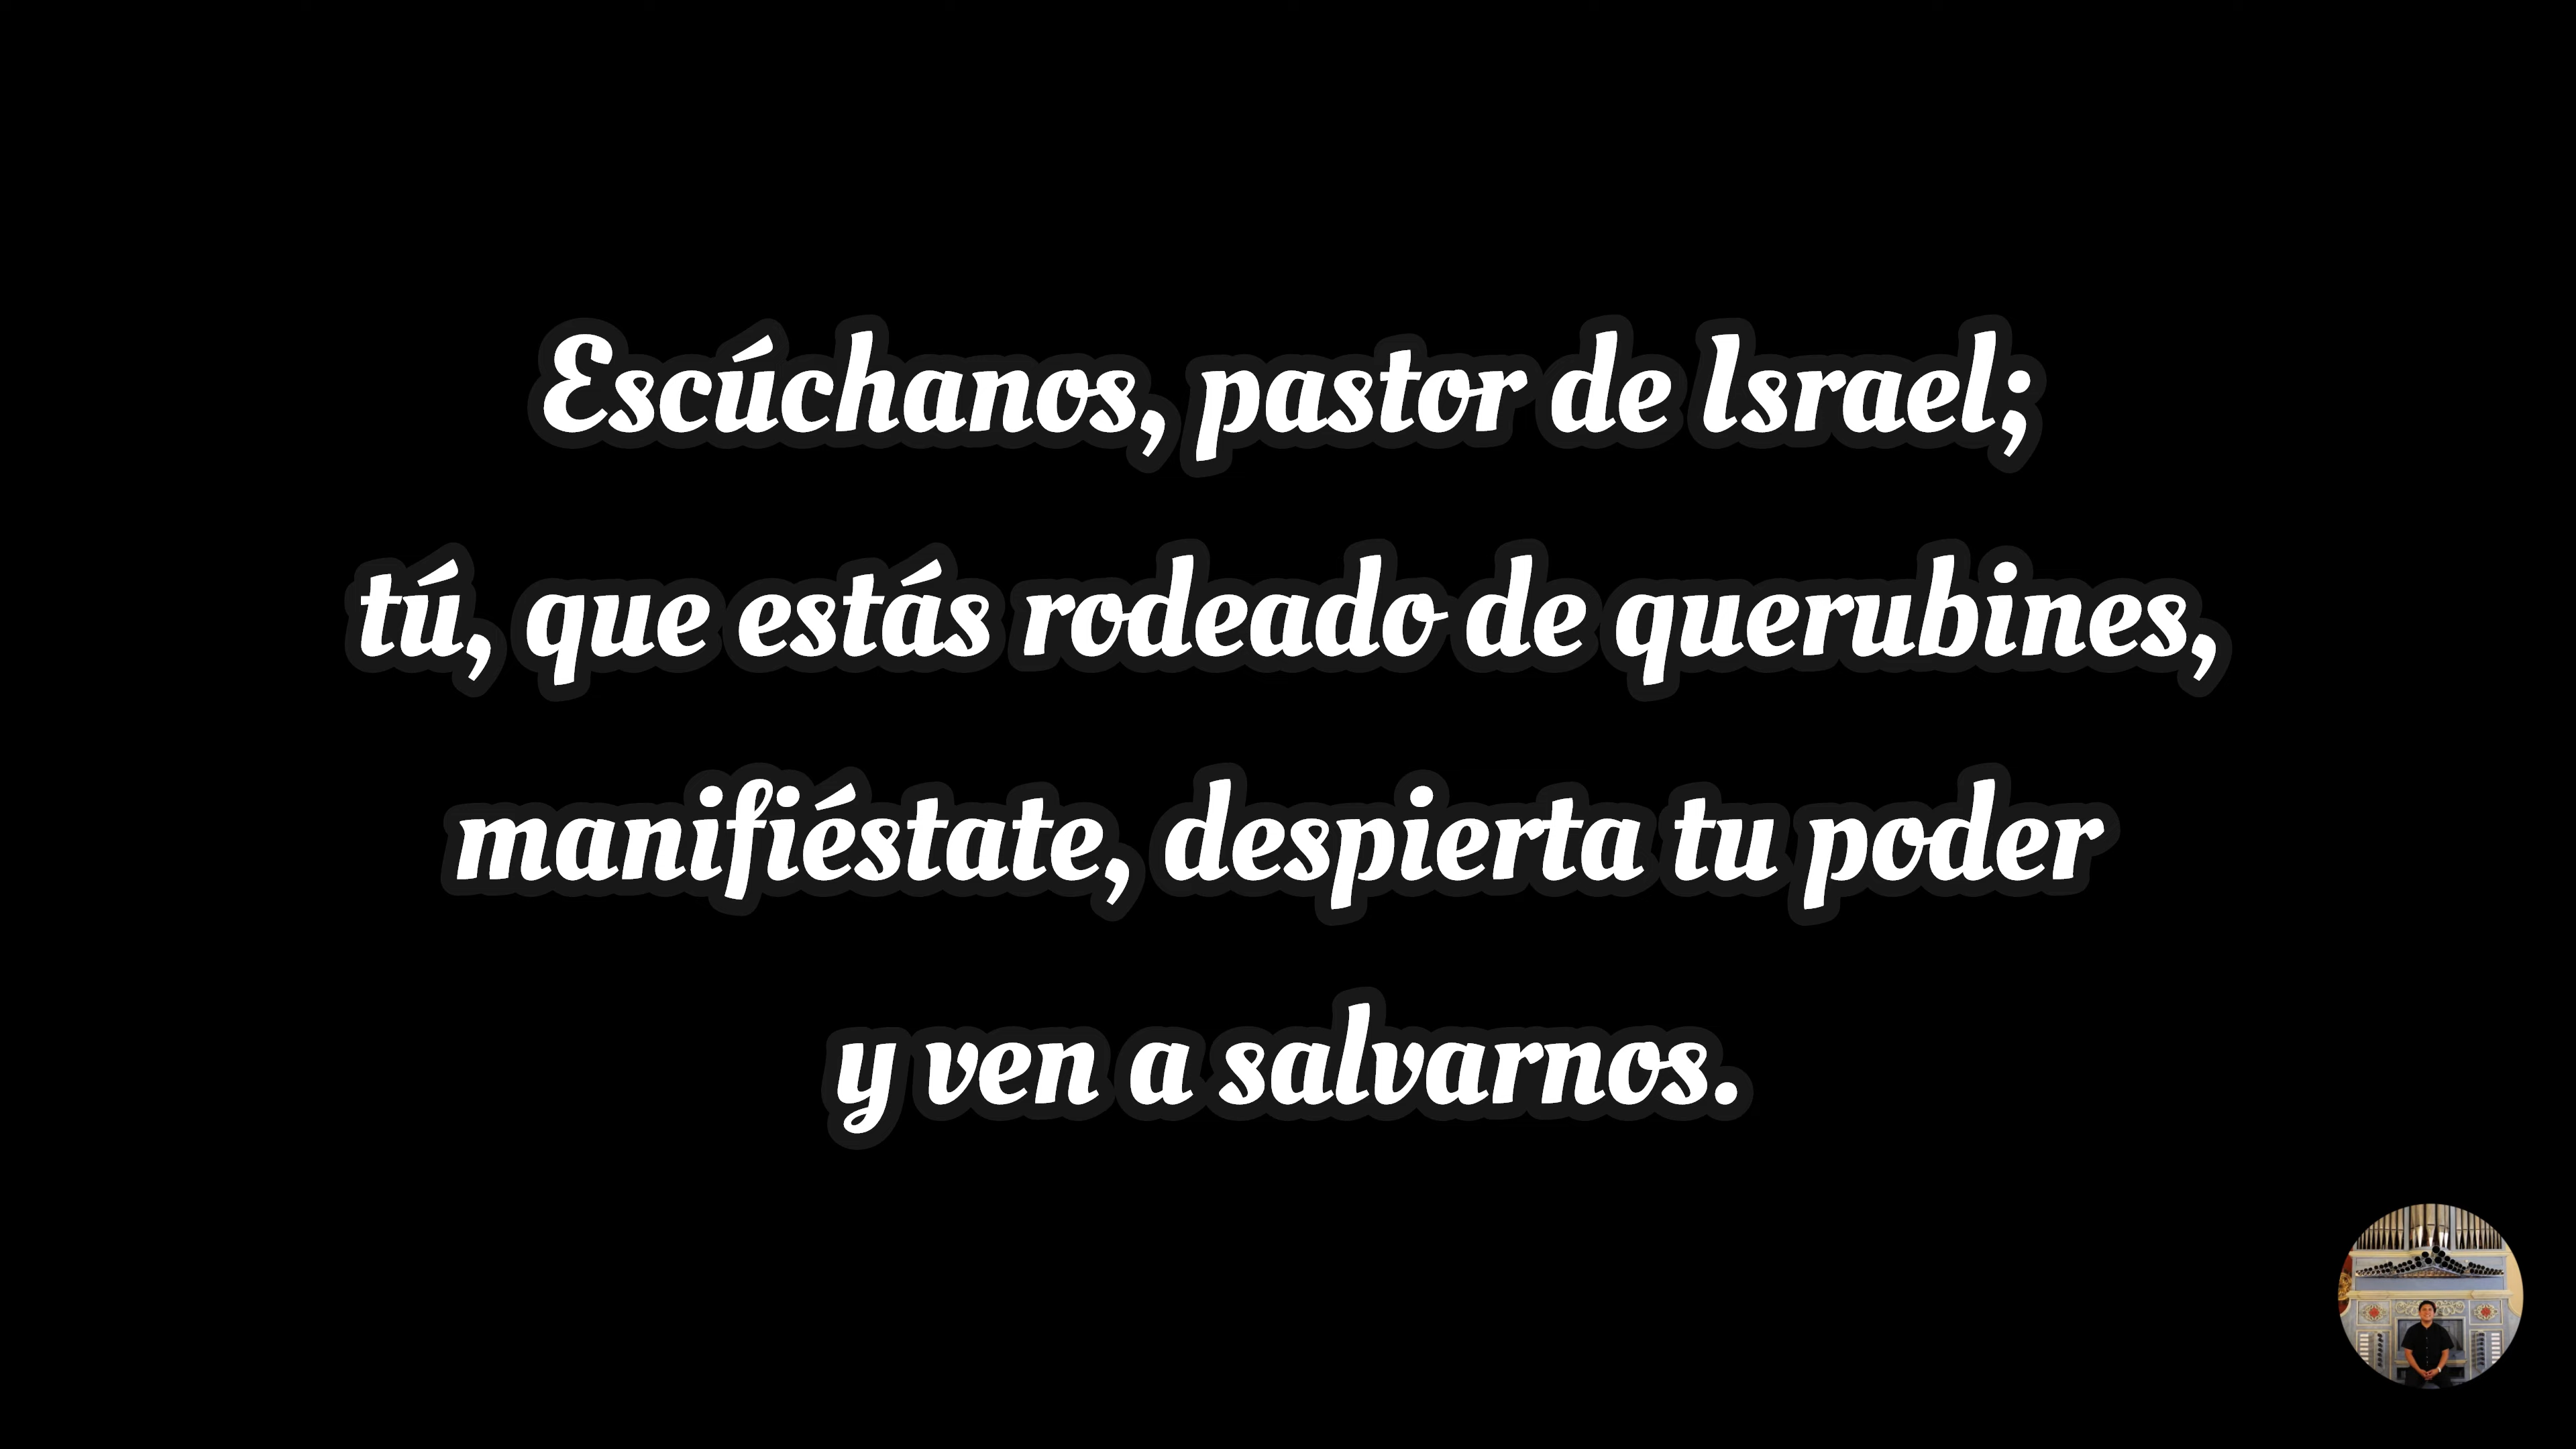 Escúchanos, pastor de Israel;
tú, que estás rodeado de querubines,
manifiéstate, despierta tu poder
y ven a salvarnos.